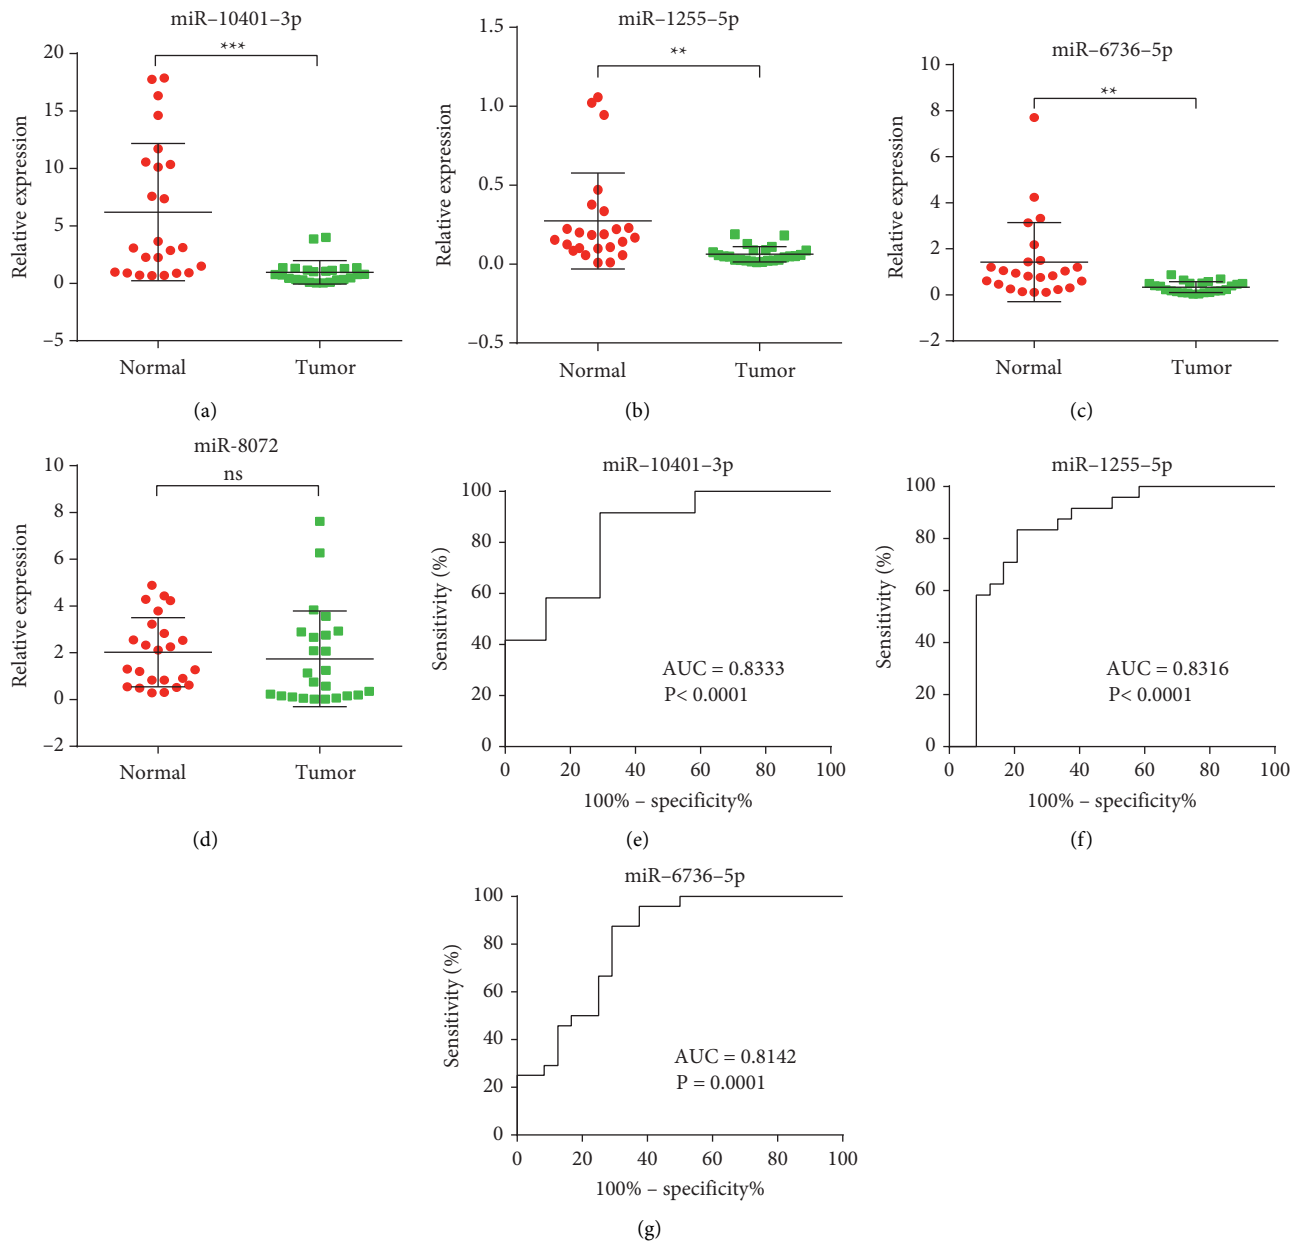 miR–10401–3p
***
20
15
10
5
0
–5
Relative expression
Normal
Tumor
(a)
miR–1255–5p
**
1.5
1.0
0.5
0.0
–0.5
Relative expression
Normal
Tumor
(b)
miR–6736–5p
**
10
8
6
4
2
0
–2
Relative expression
Normal
Tumor
(c)
miR-8072
ns
10
8
6
4
2
0
–2
Relative expression
Normal
Tumor
(d)
miR–10401–3p
100
80
60
40
20
0
Sensitivity (%)
AUC = 0.8333
P< 0.0001
0 20 40 60 80 100
100% – specificity%
(e)
miR–1255–5p
100
80
60
40
20
0
Sensitivity (%)
AUC = 0.8316
P< 0.0001
0 20 40 60 80 100
100% – specificity%
(f)
miR–6736–5p
100
80
60
40
20
0
Sensitivity (%)
AUC = 0.8142
P = 0.0001
0 20 40 60 80 100
100% – specificity%
(g)